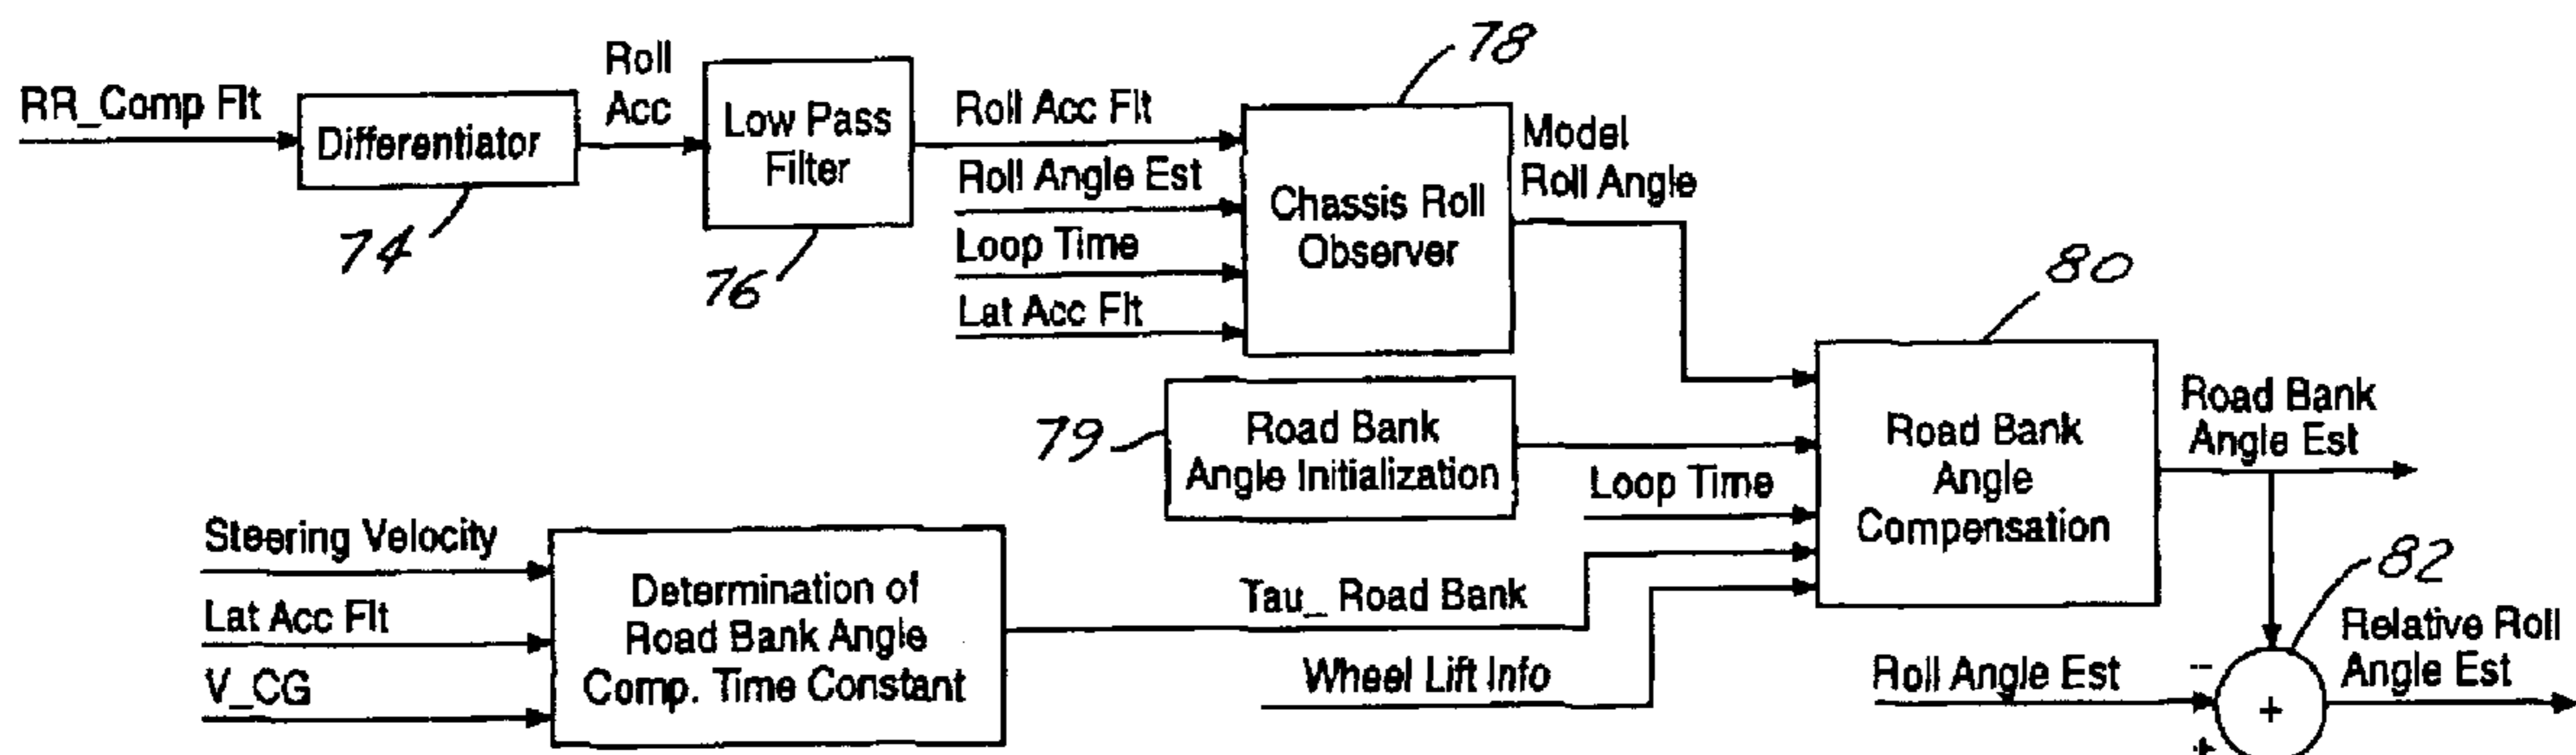 RR_Comp Flt
Differentiator
74
Roll
Acc
Low Pass
Filter
76
Roll Acc Flt
Roll Angle Est
Loop Time
Lat Acc Flt
78
Chassis Roll
Observer
Model
Roll Angle
79
Road Bank
Angle Initialization
Loop Time
80
Road Bank
Angle
Compensation
Road Bank
Angle Est
Steering Velocity
Lat Acc Flt
V_CG
Determination of
Road Bank Angle
Comp. Time Constant
Tau_ Road Bank
Wheel Lift Info
Roll Angle Est
--
+
+
82
Relative Roll
Angle Est